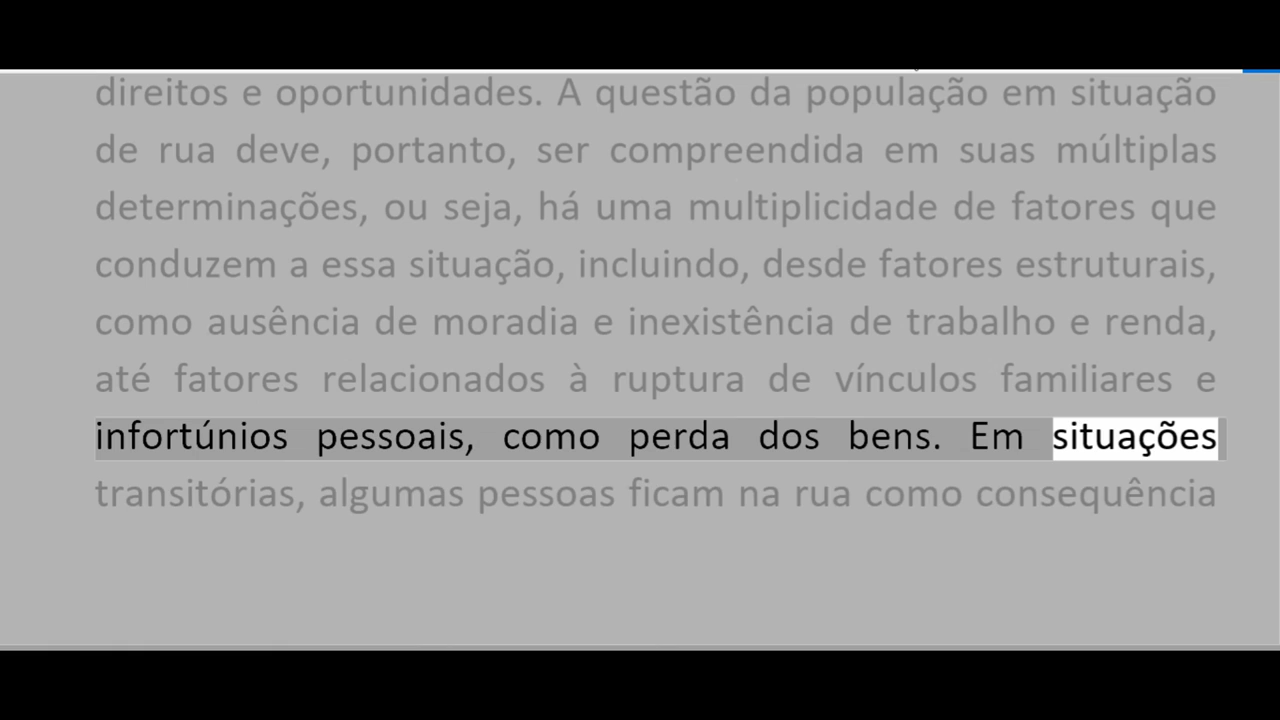 direitos e oportunidades. A questão da população em situação
de rua deve, portanto, ser compreendida em suas múltiplas
determinações, ou seja, há uma multiplicidade de fatores que
conduzem a essa situação, incluindo, desde fatores estruturais,
como ausência de moradia e inexistência de trabalho e renda,
até fatores relacionados à ruptura de vínculos familiares e
infortúnios pessoais, como perda dos bens. Em situações
transitórias, algumas pessoas ficam na rua como consequência